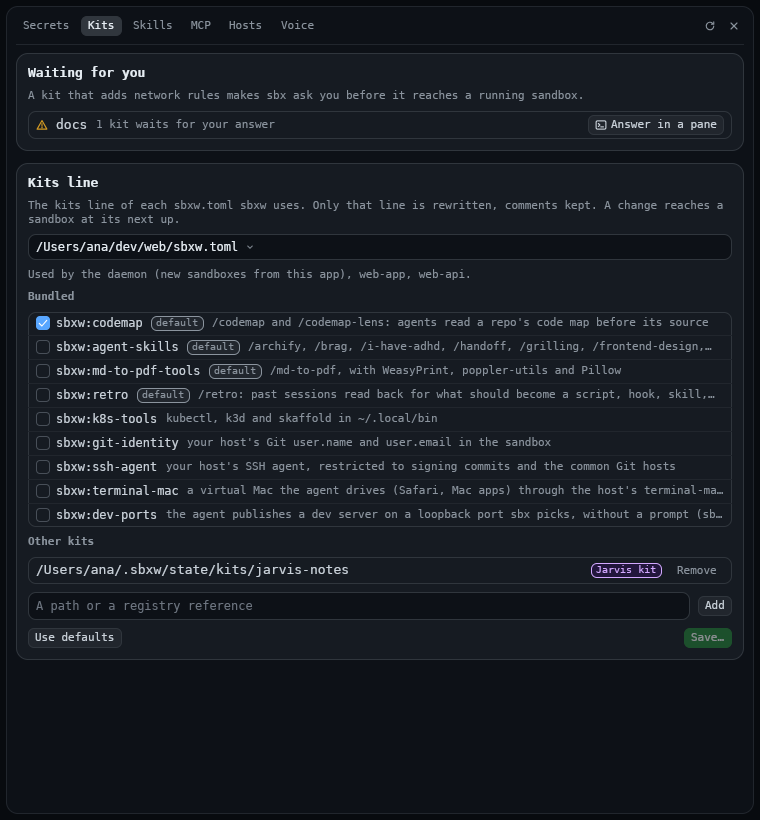 Secrets Kits Skills MCP Hosts Voice
Waiting for you
A kit that adds network rules makes sbx ask you before it reaches a running sandbox.
docs 1 kit waits for your answer Answer in a pane
Kits line
The kits line of each sbxw.toml sbxw uses. Only that line is rewritten, comments kept. A change reaches a
sandbox at its next up.
/Users/ana/dev/web/sbxw.toml
Used by the daemon (new sandboxes from this app), web-app, web-api.
Bundled
sbxw:codemap default /codemap and /codemap-lens: agents read a repo's code map before its source
sbxw:agent-skills default /archify, /brag, /i-have-adhd, /handoff, /grilling, /frontend-design,…
sbxw:md-to-pdf-tools default /md-to-pdf, with WeasyPrint, poppler-utils and Pillow
sbxw:retro default /retro: past sessions read back for what should become a script, hook, skill,…
sbxw:k8s-tools kubectl, k3d and skaffold in ~/.local/bin
sbxw:git-identity your host's Git user.name and user.email in the sandbox
sbxw:ssh-agent your host's SSH agent, restricted to signing commits and the common Git hosts
sbxw:terminal-mac a virtual Mac the agent drives (Safari, Mac apps) through the host's terminal-ma…
sbxw:dev-ports the agent publishes a dev server on a loopback port sbx picks, without a prompt (sb…
Other kits
/Users/ana/.sbxw/state/kits/jarvis-notes Jarvis kit Remove
A path or a registry reference Add
Use defaults Save…